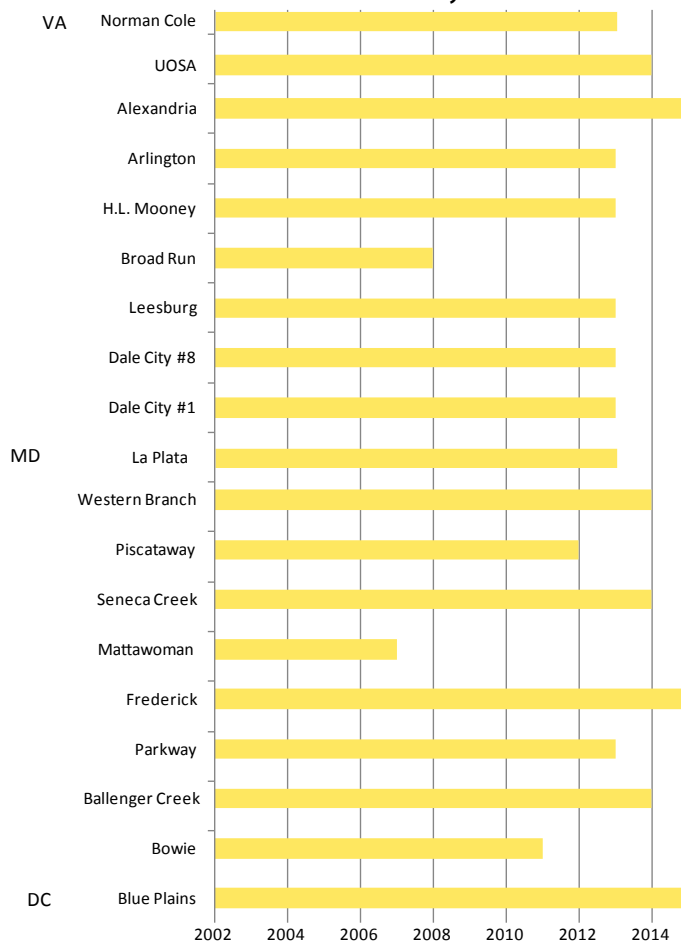 VA Norman Cole
UOSA
Alexandria
Arlington
H.L. Mooney
Broad Run
Leesburg
Dale City #8
Dale City #1
MD La Plata
Western Branch
Piscataway
Seneca Creek
Mattawoman
Frederick
Parkway
Ballenger Creek
Bowie
DC Blue Plains
2002 2004 2006 2008 2010 2012 2014